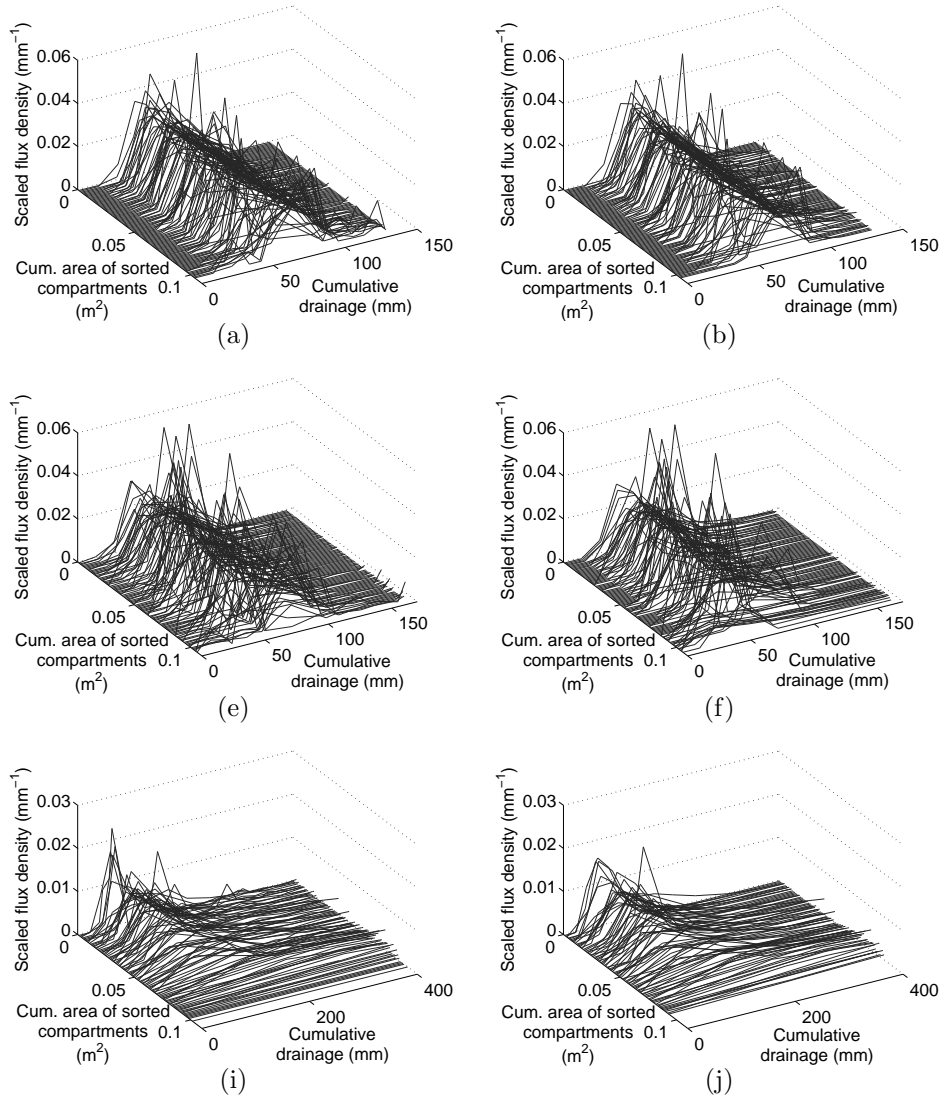 Scaled flux density (mm⁻¹)
0.06
0.04
0.02
0
0
0.05
0.1
Cum. area of sorted
compartments
(m²)
0
50
100
150
Cumulative
drainage (mm)
(a)
Scaled flux density (mm⁻¹)
0.06
0.04
0.02
0
0
0.05
0.1
Cum. area of sorted
compartments
(m²)
0
50
100
150
Cumulative
drainage (mm)
(b)
Scaled flux density (mm⁻¹)
0.06
0.04
0.02
0
0
0.05
0.1
Cum. area of sorted
compartments
(m²)
0
50
100
150
Cumulative
drainage (mm)
(e)
Scaled flux density (mm⁻¹)
0.06
0.04
0.02
0
0
0.05
0.1
Cum. area of sorted
compartments
(m²)
0
50
100
150
Cumulative
drainage (mm)
(f)
Scaled flux density (mm⁻¹)
0.03
0.02
0.01
0
0
0.05
0.1
Cum. area of sorted
compartments
(m²)
0
200
400
Cumulative
drainage (mm)
(i)
Scaled flux density (mm⁻¹)
0.03
0.02
0.01
0
0
0.05
0.1
Cum. area of sorted
compartments
(m²)
0
200
400
Cumulative
drainage (mm)
(j)